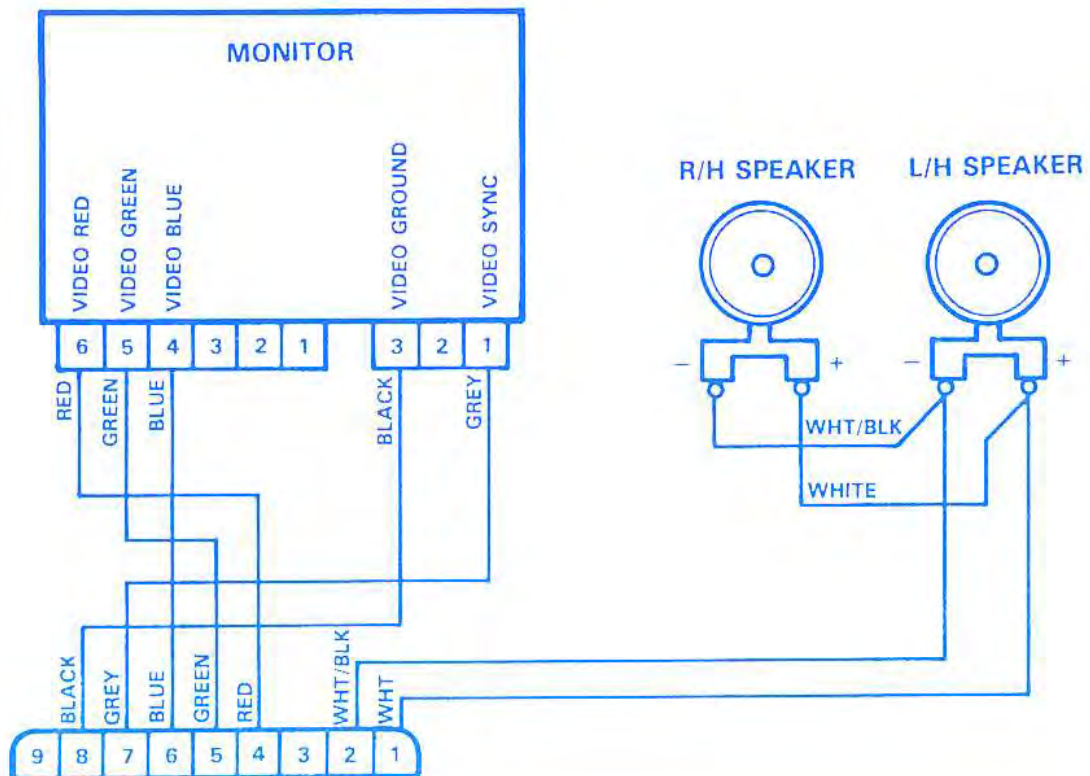 MONITOR
VIDEO RED
VIDEO GREEN
VIDEO BLUE
VIDEO GROUND
VIDEO SYNC
6 5 4 3 2 1
3 2 1
RED
GREEN
BLUE
BLACK
GREY
R/H SPEAKER
L/H SPEAKER
- +
- +
WHT/BLK
WHITE
BLACK
GREY
BLUE
GREEN
RED
WHT/BLK
WHT
9 8 7 6 5 4 3 2 1